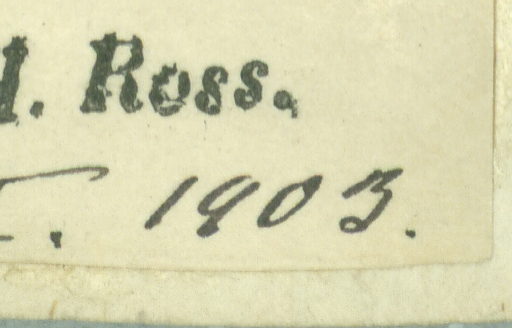 . Ross.
. 1903.